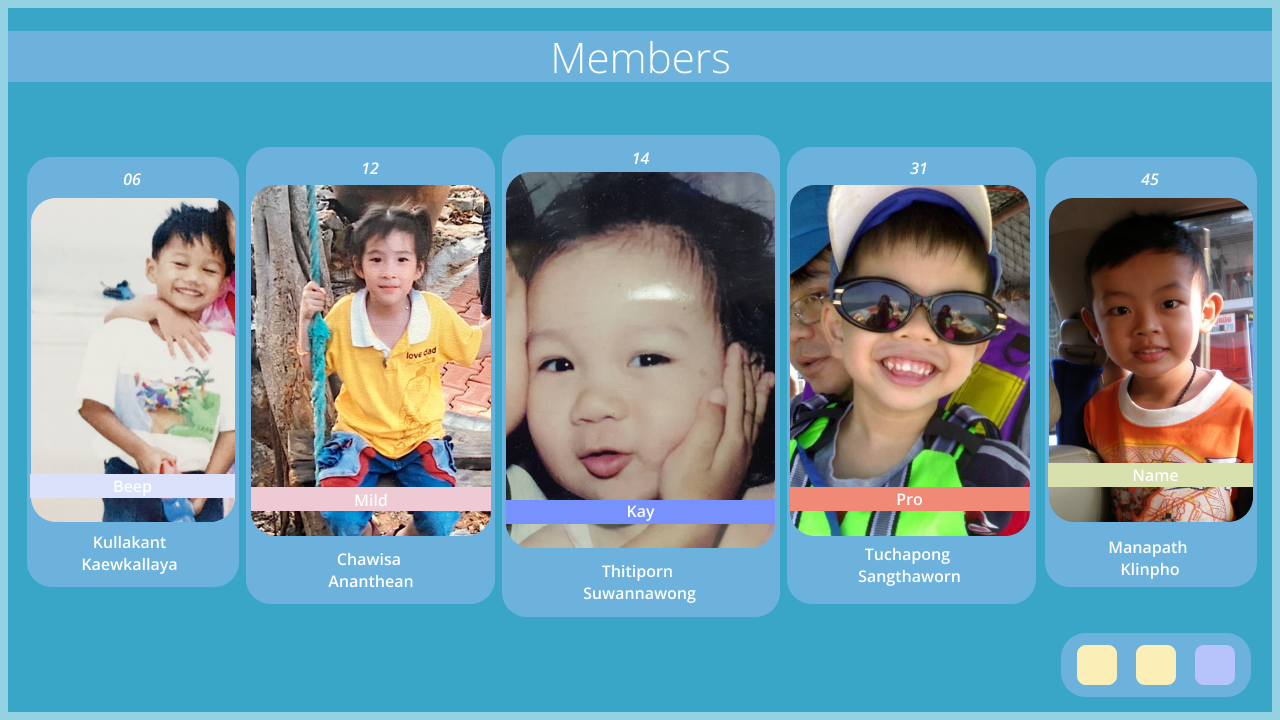 Members
06
Beep
Kullakant
Kaewkallaya
12
love dad
Mild
Chawisa
Ananthean
14
Kay
Thitiporn
Suwannawong
31
Pro
Tuchapong
Sangthaworn
45
Name
Manapath
Klinpho